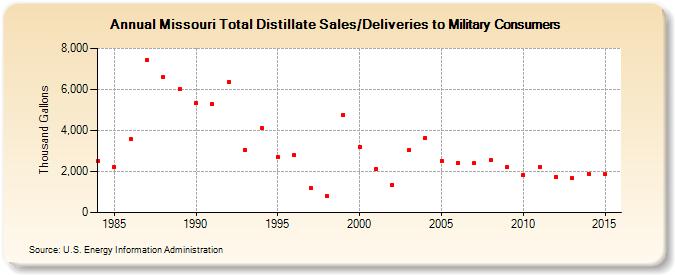 Annual Missouri Total Distillate Sales/Deliveries to Military Consumers
Thousand Gallons
8,000
6,000
4,000
2,000
0
1985 1990 1995 2000 2005 2010 2015
Source: U.S. Energy Information Administration